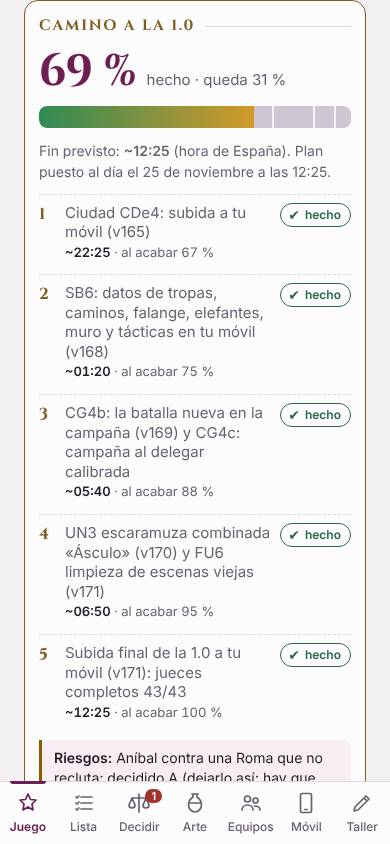 CAMINO A LA 1.0
69 % hecho · queda 31 %
Fin previsto: ~12:25 (hora de España). Plan
puesto al día el 25 de noviembre a las 12:25.
1 Ciudad CDe4: subida a tu ✔ hecho
móvil (v165)
~22:25 · al acabar 67 %
2 SB6: datos de tropas, ✔ hecho
caminos, falange, elefantes,
muro y tácticas en tu móvil
(v168)
~01:20 · al acabar 75 %
3 CG4b: la batalla nueva en la ✔ hecho
campaña (v169) y CG4c:
campaña al delegar
calibrada
~05:40 · al acabar 88 %
4 UN3 escaramuza combinada ✔ hecho
«Ásculo» (v170) y FU6
limpieza de escenas viejas
(v171)
~06:50 · al acabar 95 %
5 Subida final de la 1.0 a tu ✔ hecho
móvil (v171): jueces
completos 43/43
~12:25 · al acabar 100 %
Riesgos: Aníbal contra una Roma que no
recluta: decidido A (dejarlo así; hay que
1
Juego Lista Decidir Arte Equipos Móvil Taller